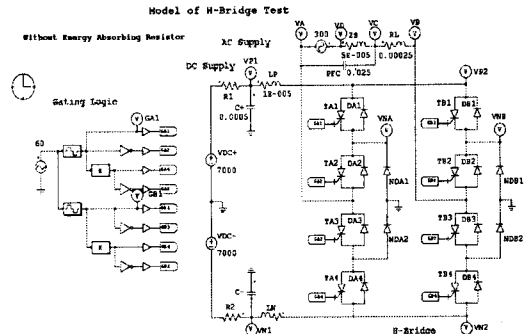 Model of H-Bridge Test
Without Energy Absorbing Resistor
AC Supply
DC Supply
Gating Logic
VA
VD
VC
VB
300
ZS
5E-005
RL
0.00025
PFC
0.025
VP1
LP
1E-005
R1
C+
0.0005
VP2
GA1
60
GB1
VDC+
7000
VDC-
7000
TA1
DA1
TB1
DB1
VNA
VNB
TA2
DA2
TB2
DB2
NDA1
NDB1
TA3
DA3
TB3
DB3
NDA2
NDB2
TA4
DA4
TB4
DB4
C-
R2
LN
VN1
H-Bridge
VN2